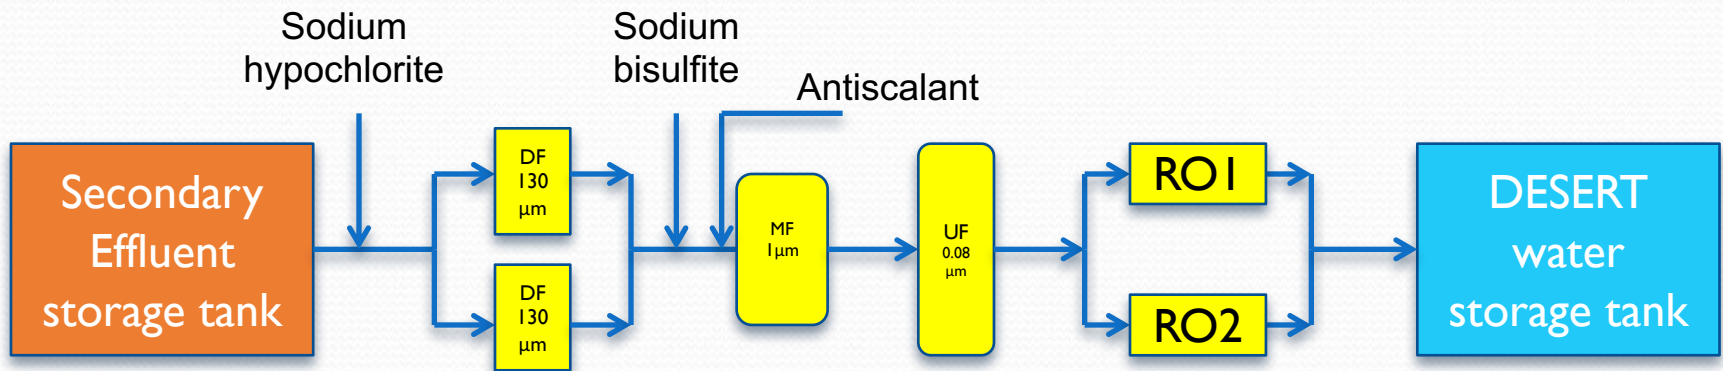 Sodium
hypochlorite
Sodium
bisulfite
Antiscalant
Secondary
Effluent
storage tank
DF
130
µm
DF
130
µm
MF
1µm
UF
0.08
µm
RO1
RO2
DESERT
water
storage tank